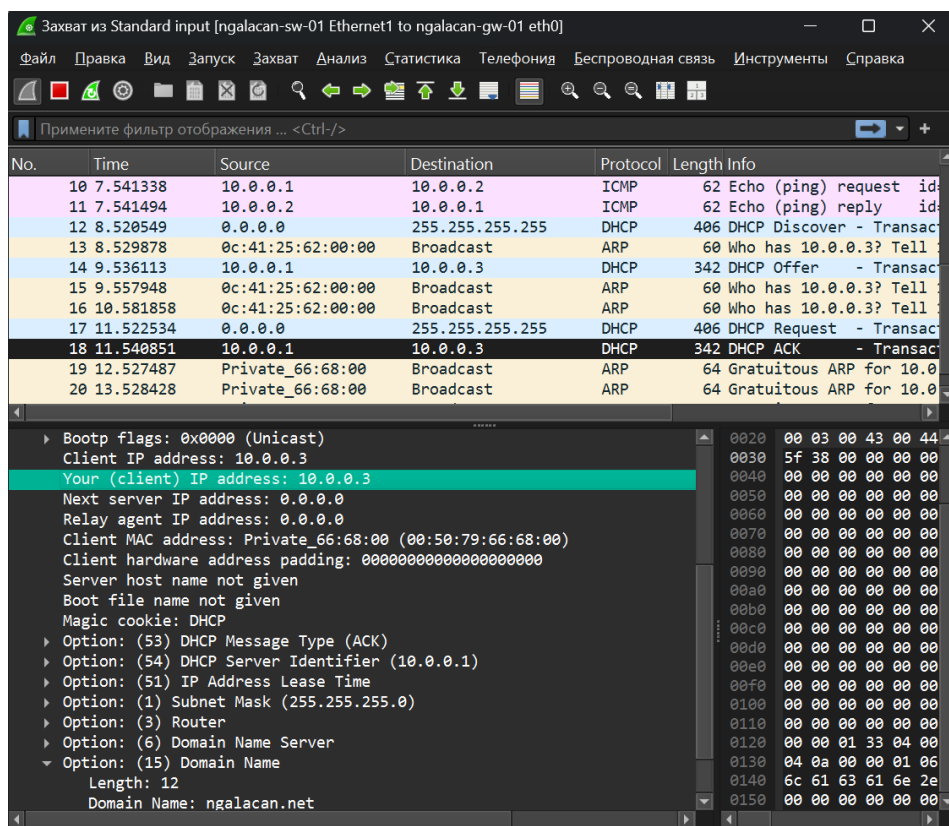 Захват из Standard input [ngalacan-sw-01 Ethernet1 to ngalacan-gw-01 eth0]
Файл Правка Вид Запуск Захват Анализ Статистика Телефония Беспроводная связь Инструменты Справка
Примените фильтр отображения ... <Ctrl-/>
No. Time Source Destination Protocol Length Info
10 7.541338 10.0.0.1 10.0.0.2 ICMP 62 Echo (ping) request id=
11 7.541494 10.0.0.2 10.0.0.1 ICMP 62 Echo (ping) reply id=
12 8.520549 0.0.0.0 255.255.255.255 DHCP 406 DHCP Discover - Transac
13 8.529878 0c:41:25:62:00:00 Broadcast ARP 60 Who has 10.0.0.3? Tell 1
14 9.536113 10.0.0.1 10.0.0.3 DHCP 342 DHCP Offer - Transac
15 9.557948 0c:41:25:62:00:00 Broadcast ARP 60 Who has 10.0.0.3? Tell 1
16 10.581858 0c:41:25:62:00:00 Broadcast ARP 60 Who has 10.0.0.3? Tell 1
17 11.522534 0.0.0.0 255.255.255.255 DHCP 406 DHCP Request - Transac
18 11.540851 10.0.0.1 10.0.0.3 DHCP 342 DHCP ACK - Transac
19 12.527487 Private_66:68:00 Broadcast ARP 64 Gratuitous ARP for 10.0
20 13.528428 Private_66:68:00 Broadcast ARP 64 Gratuitous ARP for 10.0
Bootp flags: 0x0000 (Unicast)
Client IP address: 10.0.0.3
Your (client) IP address: 10.0.0.3
Next server IP address: 0.0.0.0
Relay agent IP address: 0.0.0.0
Client MAC address: Private_66:68:00 (00:50:79:66:68:00)
Client hardware address padding: 00000000000000000000
Server host name not given
Boot file name not given
Magic cookie: DHCP
Option: (53) DHCP Message Type (ACK)
Option: (54) DHCP Server Identifier (10.0.0.1)
Option: (51) IP Address Lease Time
Option: (1) Subnet Mask (255.255.255.0)
Option: (3) Router
Option: (6) Domain Name Server
Option: (15) Domain Name
Length: 12
Domain Name: ngalacan.net
0020 00 03 00 43 00 44
0030 5f 38 00 00 00 00
0040 00 00 00 00 00 00
0050 00 00 00 00 00 00
0060 00 00 00 00 00 00
0070 00 00 00 00 00 00
0080 00 00 00 00 00 00
0090 00 00 00 00 00 00
00a0 00 00 00 00 00 00
00b0 00 00 00 00 00 00
00c0 00 00 00 00 00 00
00d0 00 00 00 00 00 00
00e0 00 00 00 00 00 00
00f0 00 00 00 00 00 00
0100 00 00 00 00 00 00
0110 00 00 00 00 00 00
0120 00 00 01 33 04 00
0130 04 0a 00 00 01 06
0140 6c 61 63 61 6e 2e
0150 00 00 00 00 00 00